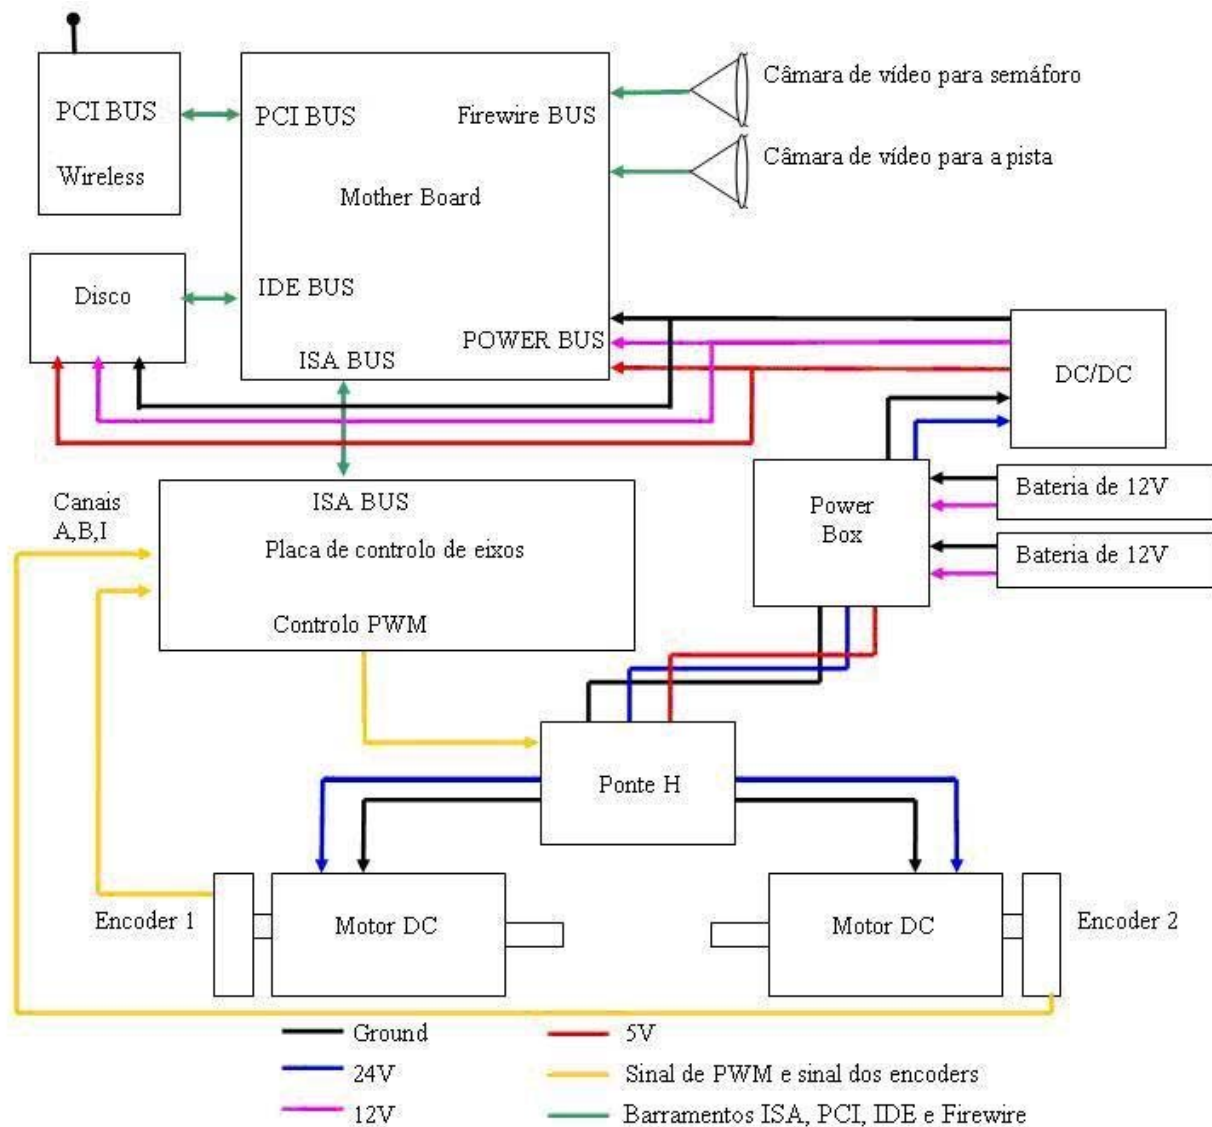 PCI BUS
Wireless
PCI BUS
Firewire BUS
Mother Board
IDE BUS
POWER BUS
ISA BUS
Câmara de vídeo para semáforo
Câmara de vídeo para a pista
Disco
DC/DC
Power
Box
Bateria de 12V
Bateria de 12V
Canais
A,B,I
ISA BUS
Placa de controlo de eixos
Controlo PWM
Ponte H
Encoder 1
Motor DC
Motor DC
Encoder 2
Ground
5V
24V
Sinal de PWM e sinal dos encoders
12V
Barramentos ISA, PCI, IDE e Firewire